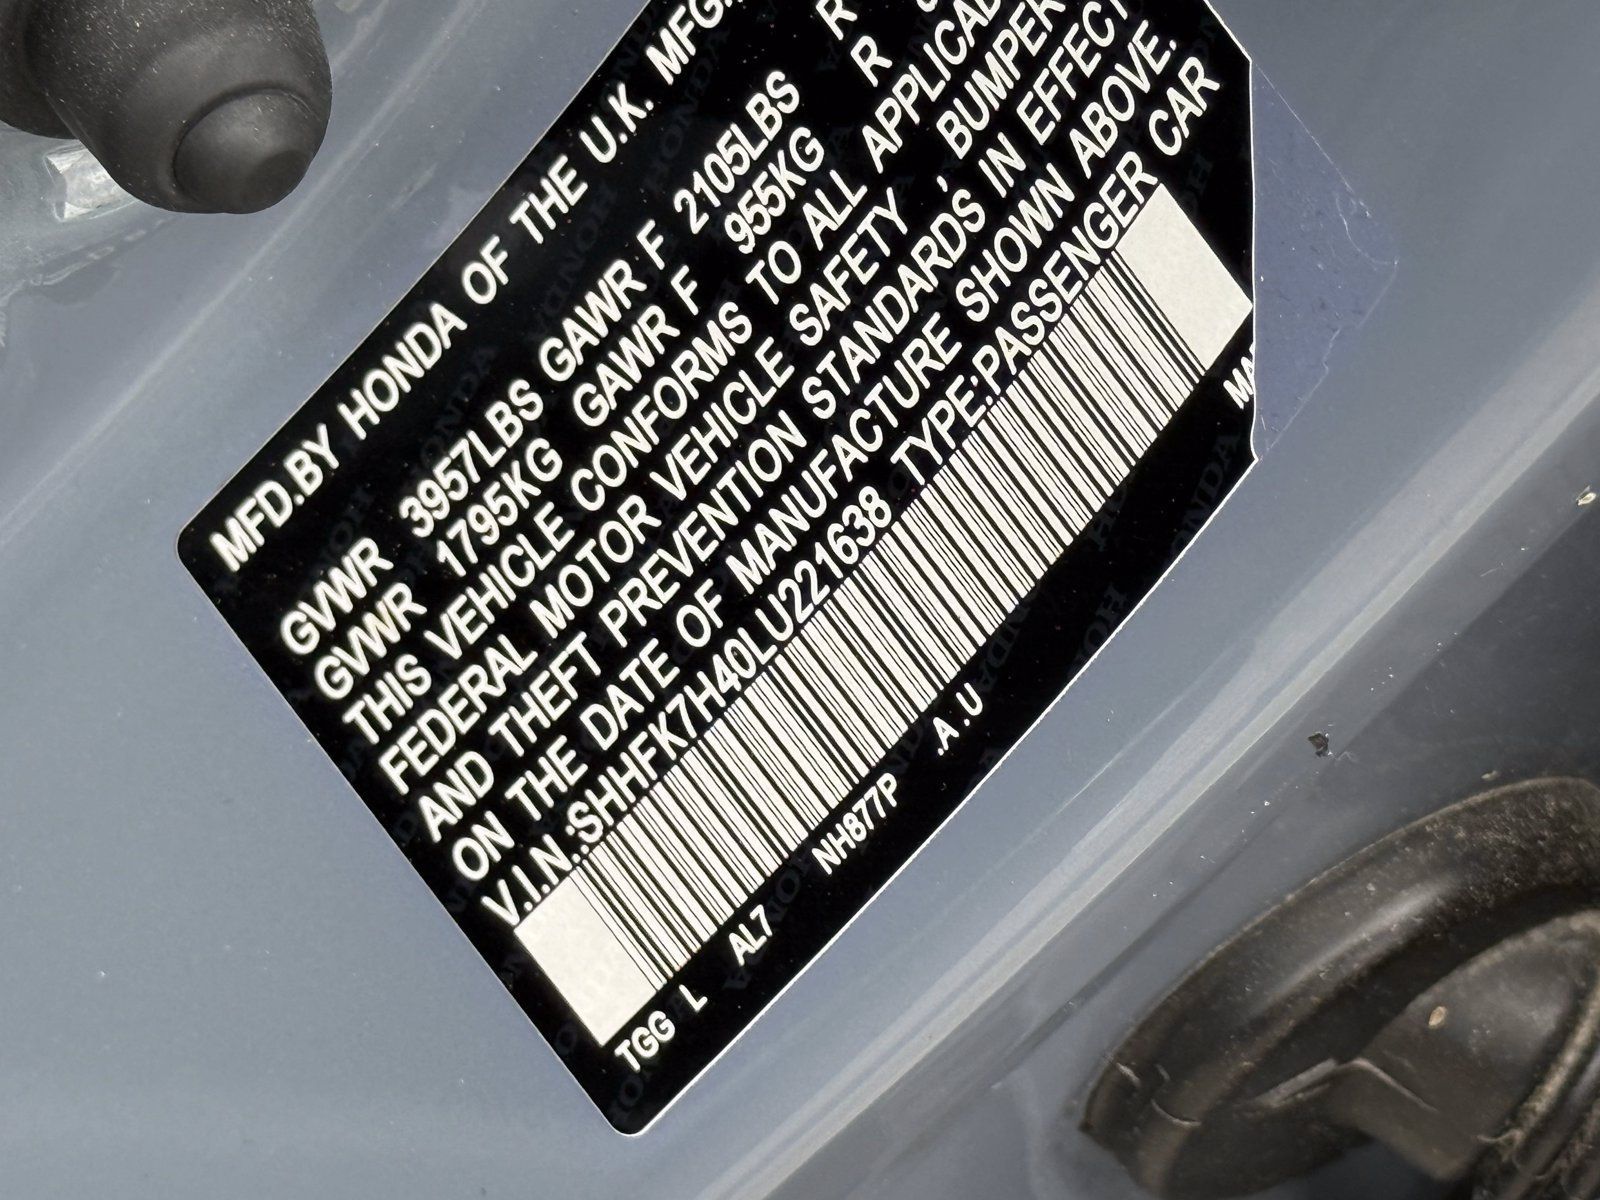 MFD.BY HONDA OF THE U.K. MFG.
GVWR 3957LBS GAWR F 2105LBS R
GVWR 1795KG GAWR F 955KG R
THIS VEHICLE CONFORMS TO ALL
FEDERAL MOTOR VEHICLE SAFETY, BUMPER
AND THEFT PREVENTION STANDARDS IN EFFECT
ON THE DATE OF MANUFACTURE SHOWN ABOVE.
V.I.N.:SHHFK7H40LU221638 TYPE:PASSENGER CAR
TGG L AL7 NH877P .A .U